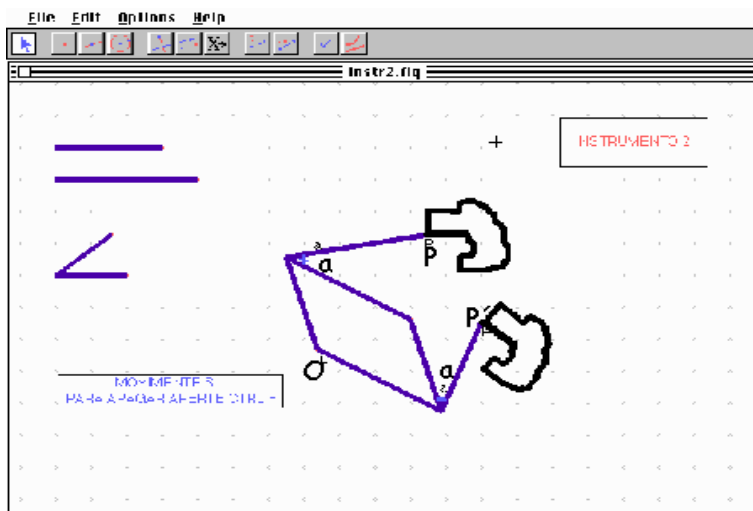 File Edit Options Help
Instr2.fig
INSTRUMENTO 2
a
P
a
P
a
O
MOVIMENTE S
PARA APAGAR APERTE CTRL F